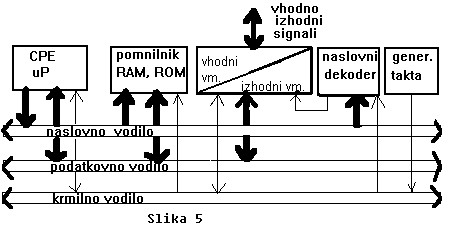 vhodno
izhodni
signali
CPE
uP
pomnilnik
RAM, ROM
vhodni
vm.
izhodni vm.
naslovni
dekoder
gener.
takta
naslovno vodilo
podatkovno vodilo
krmilno vodilo
Slika 5